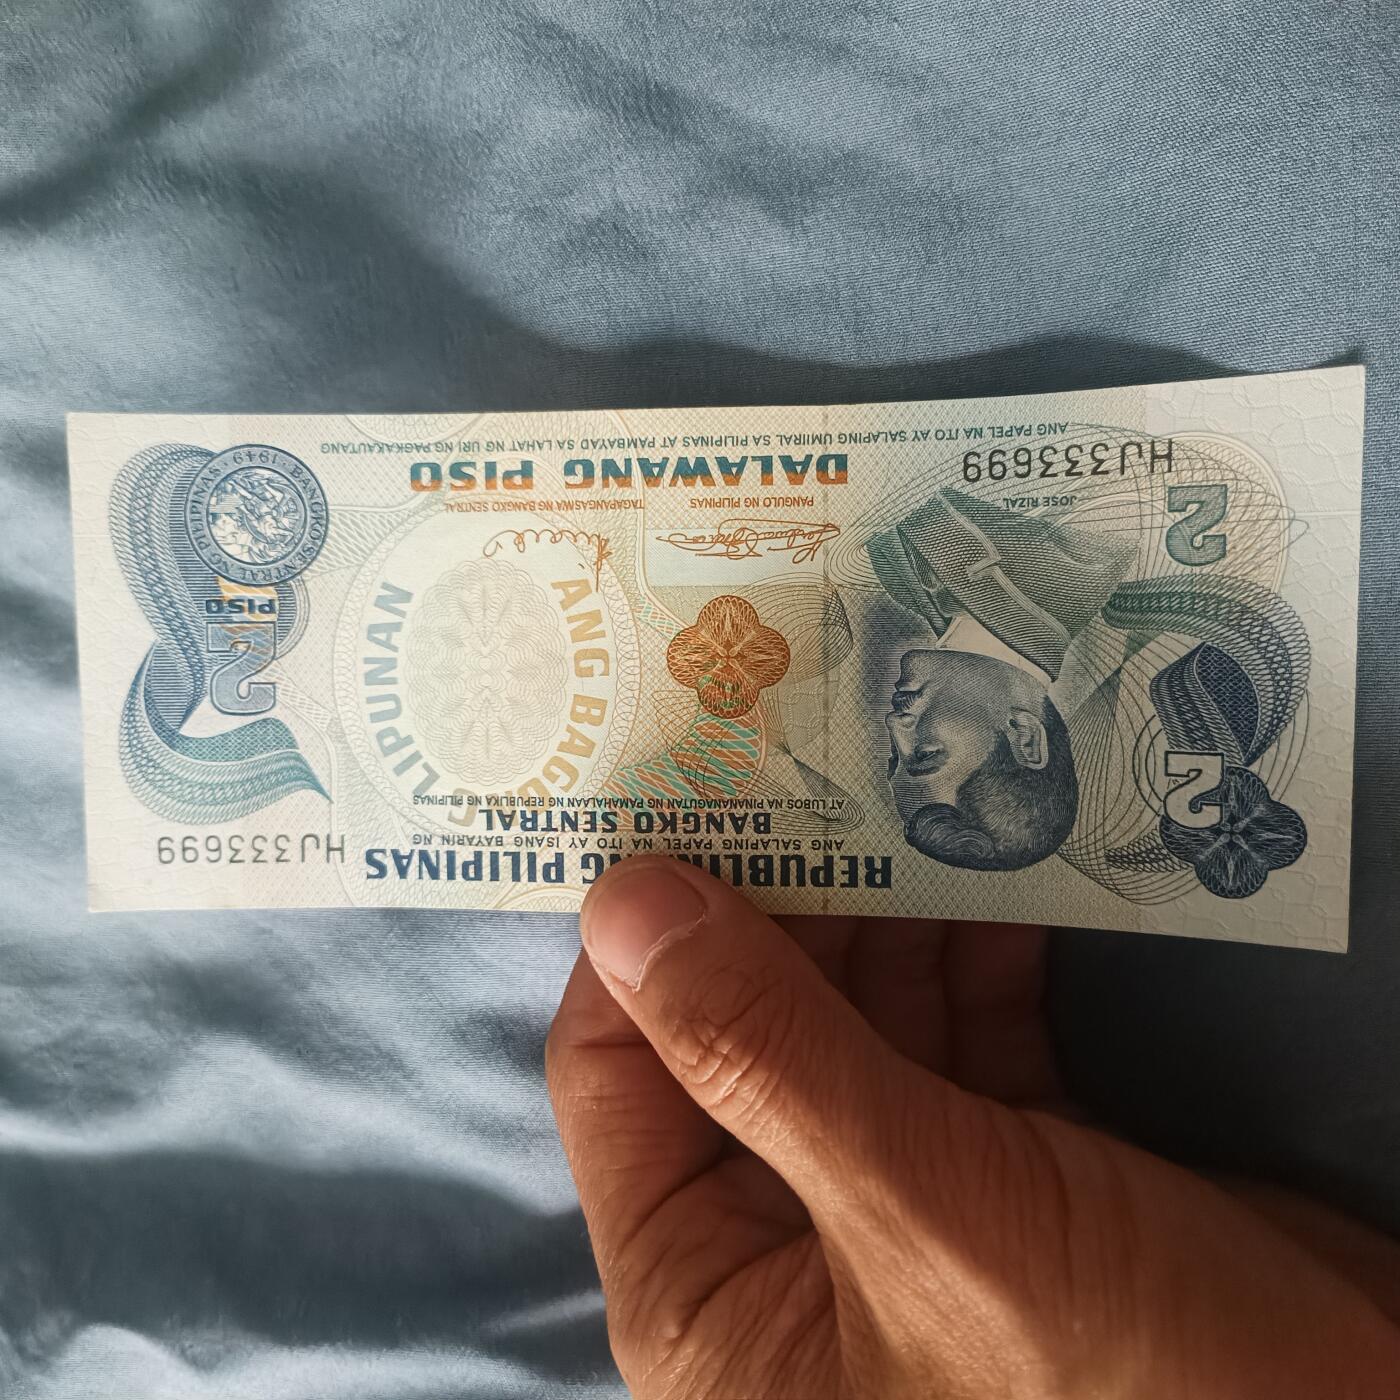 REPUBLIKA NG PILIPINAS
ANG SALAPING PAPEL NA ITO AY ISANG BAYARIN NG
BANGKO SENTRAL
AT LUBOS NA PINANANAGUTAN NG PAMAHALAAN NG REPUBLIKA NG PILIPINAS
HJ333699
2
ANG BAGONG LIPUNAN
2
PISO
BANGKO SENTRAL NG PILIPINAS · 1949 ·
PANGULO NG PILIPINAS
TAGAPANGASIWA NG BANGKO SENTRAL
2
JOSE RIZAL
HJ333699
DALAWANG PISO
ANG PAPEL NA ITO AY SALAPING UMIIRAL SA PILIPINAS AT PAMBAYAD SA LAHAT NG URI NG PAGKAKAUTANG